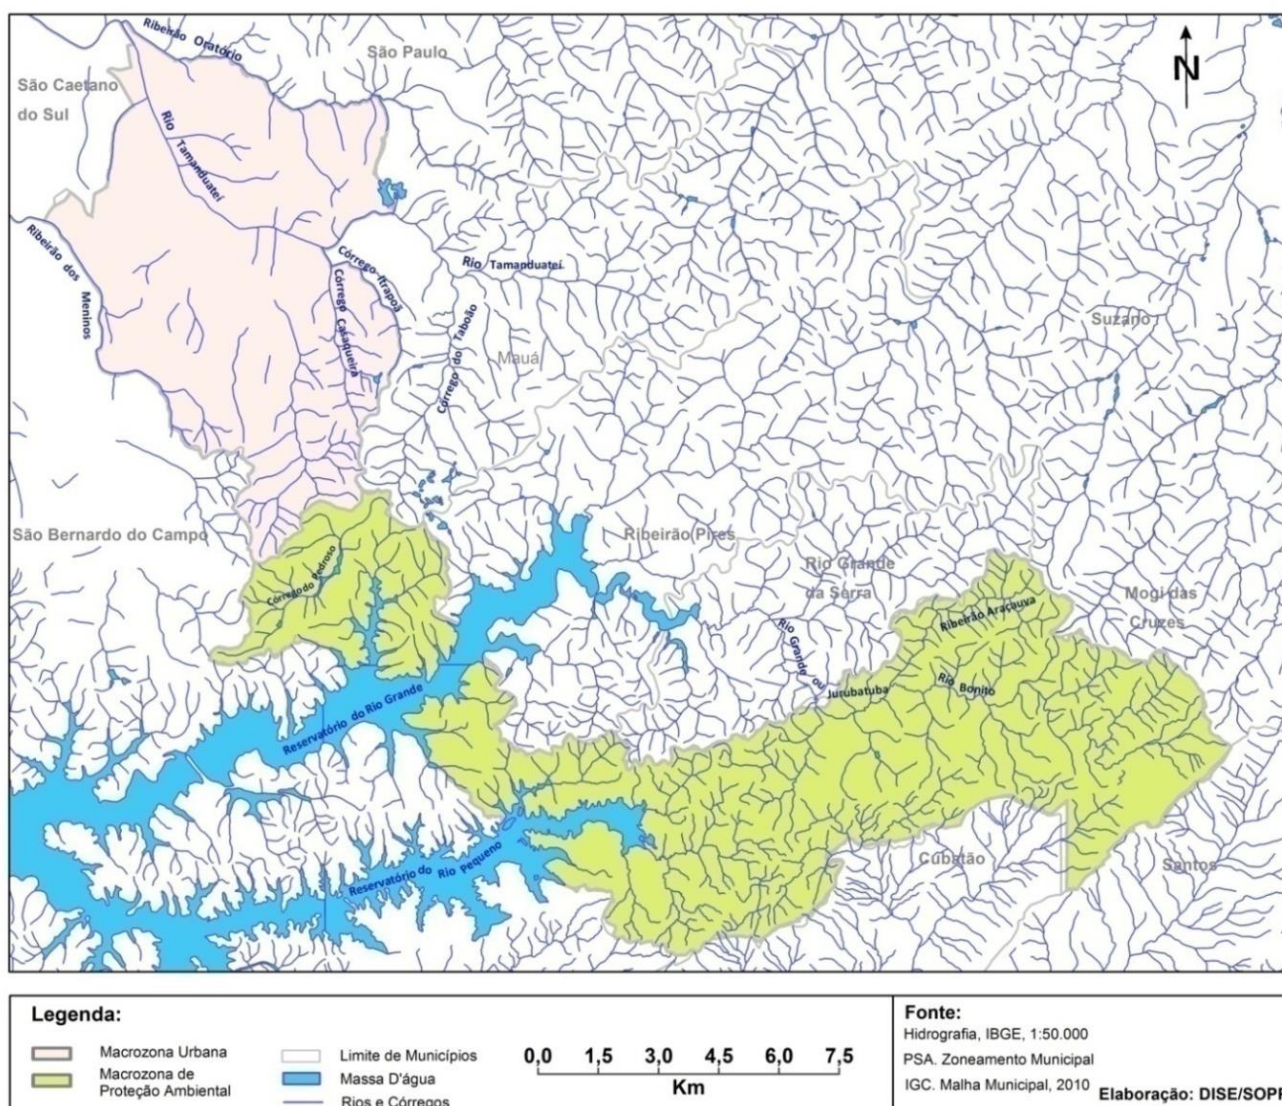 Ribeirão Oratório
São Paulo
N
São Caetano
do Sul
Rio Tamanduateí
Ribeirão dos Meninos
Córrego Itrapoã
Córrego Casaqueira
Rio Tamanduateí
Córrego do Taboão
Mauá
Suzano
São Bernardo do Campo
Ribeirão Pires
Rio Grande
da Serra
Mogi das
Cruzes
Córrego do Pedroso
Ribeirão Araçauva
Rio Grande ou Jurubatuba
Rio Bonito
Reservatório do Rio Grande
Reservatório do Rio Pequeno
Cubatão
Santos
Legenda:
Macrozona Urbana
Macrozona de
Proteção Ambiental
Limite de Municípios
Massa D'água
Rios e Córregos
0,0 1,5 3,0 4,5 6,0 7,5
Km
Fonte:
Hidrografia, IBGE, 1:50.000
PSA. Zoneamento Municipal
IGC. Malha Municipal, 2010
Elaboração: DISE/SOPP